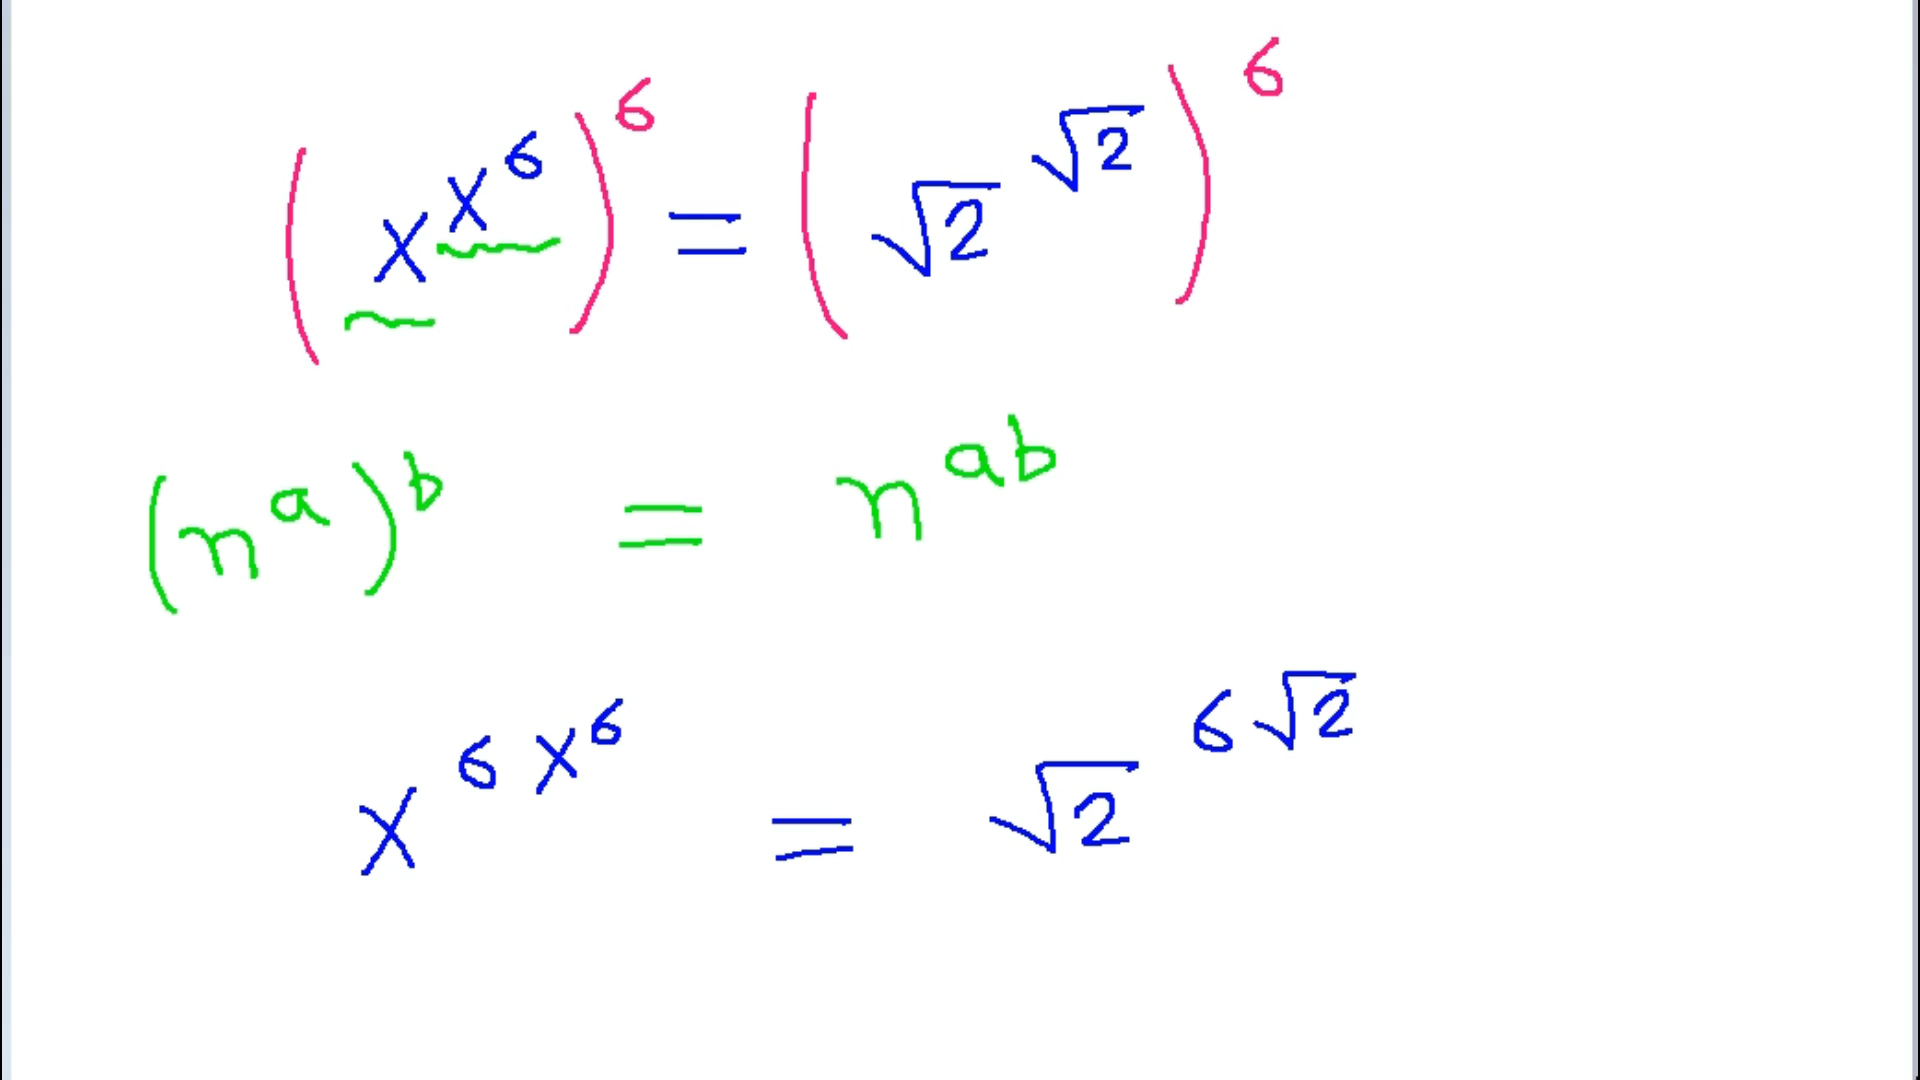 (x^x^6)^6 = (√2^√2)^6
(n^a)^b = n^ab
x^6x^6 = √2^6√2